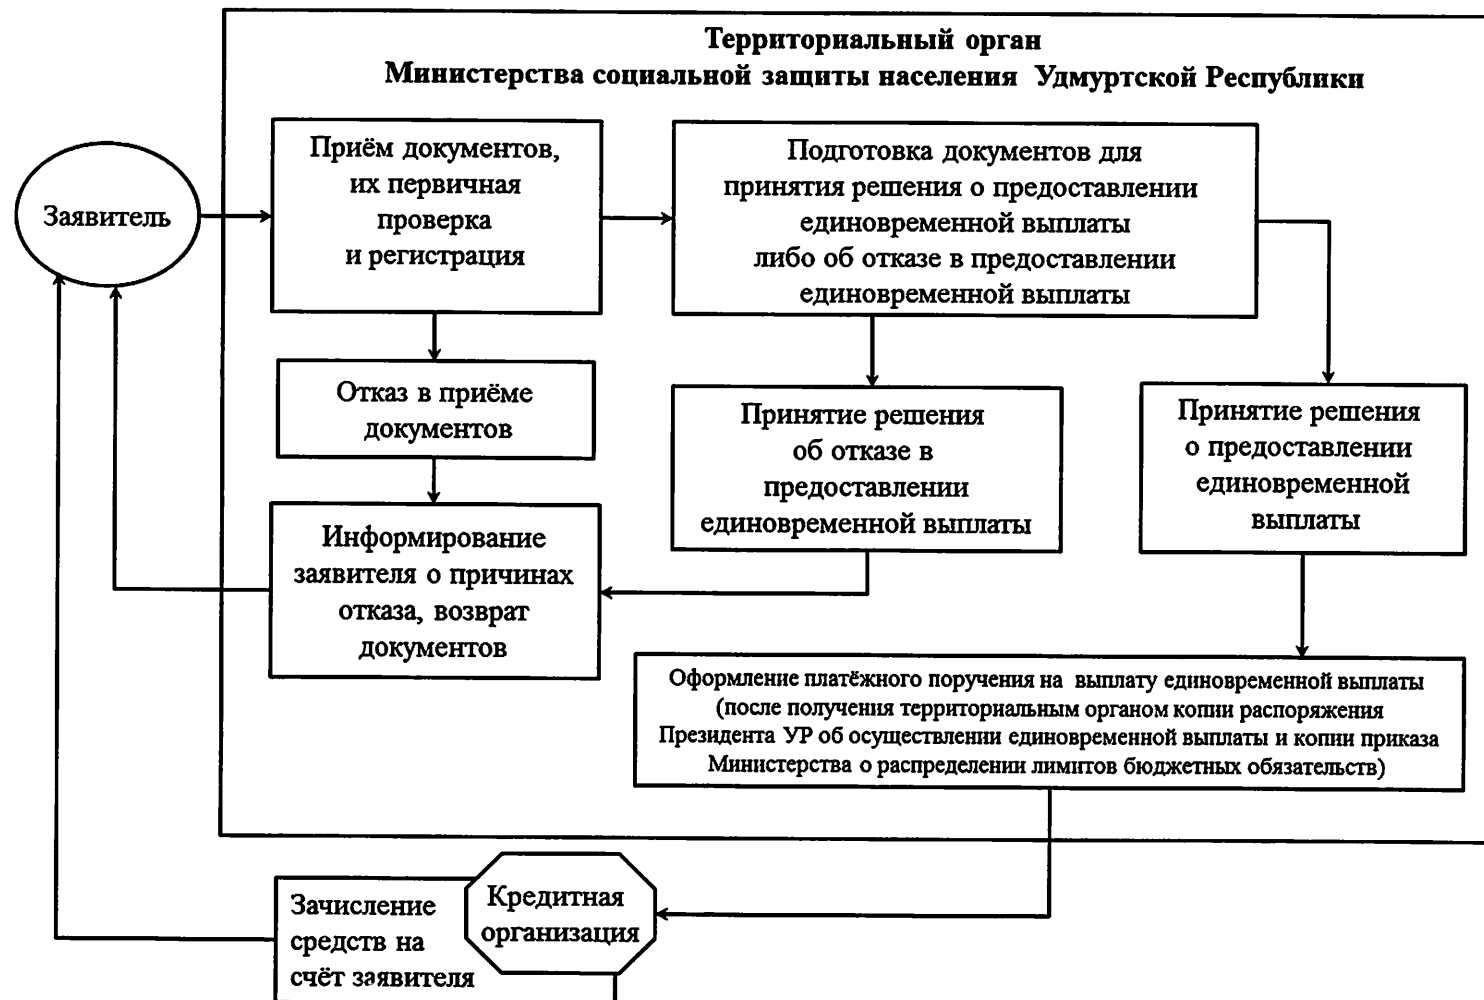 Территориальный орган
Министерства социальной защиты населения Удмуртской Республики
Заявитель
Приём документов,
их первичная
проверка
и регистрация
Подготовка документов для
принятия решения о предоставлении
единовременной выплаты
либо об отказе в предоставлении
единовременной выплаты
Отказ в приёме
документов
Принятие решения
об отказе в
предоставлении
единовременной выплаты
Принятие решения
о предоставлении
единовременной
выплаты
Информирование
заявителя о причинах
отказа, возврат
документов
Оформление платёжного поручения на выплату единовременной выплаты
(после получения территориальным органом копии распоряжения
Президента УР об осуществлении единовременной выплаты и копии приказа
Министерства о распределении лимитов бюджетных обязательств)
Кредитная
организация
Зачисление
средств на
счёт заявителя